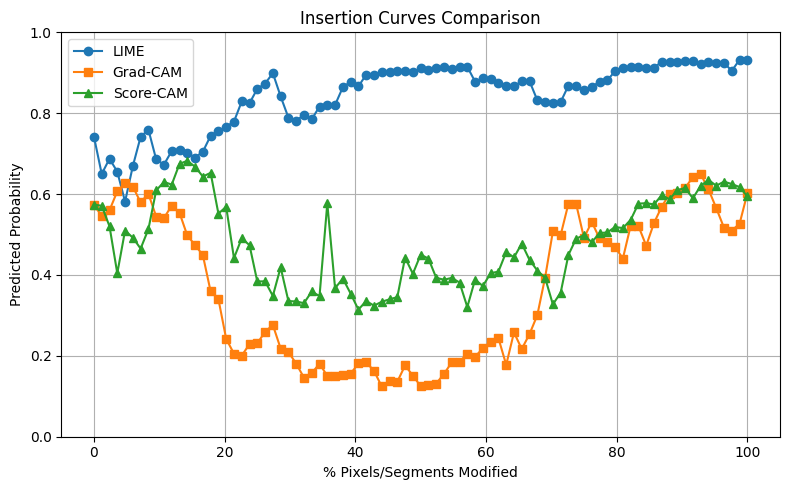 Insertion Curves Comparison
LIME
Grad-CAM
Score-CAM
Predicted Probability
1.0
0.8
0.6
0.4
0.2
0.0
0
20
40
60
80
100
% Pixels/Segments Modified